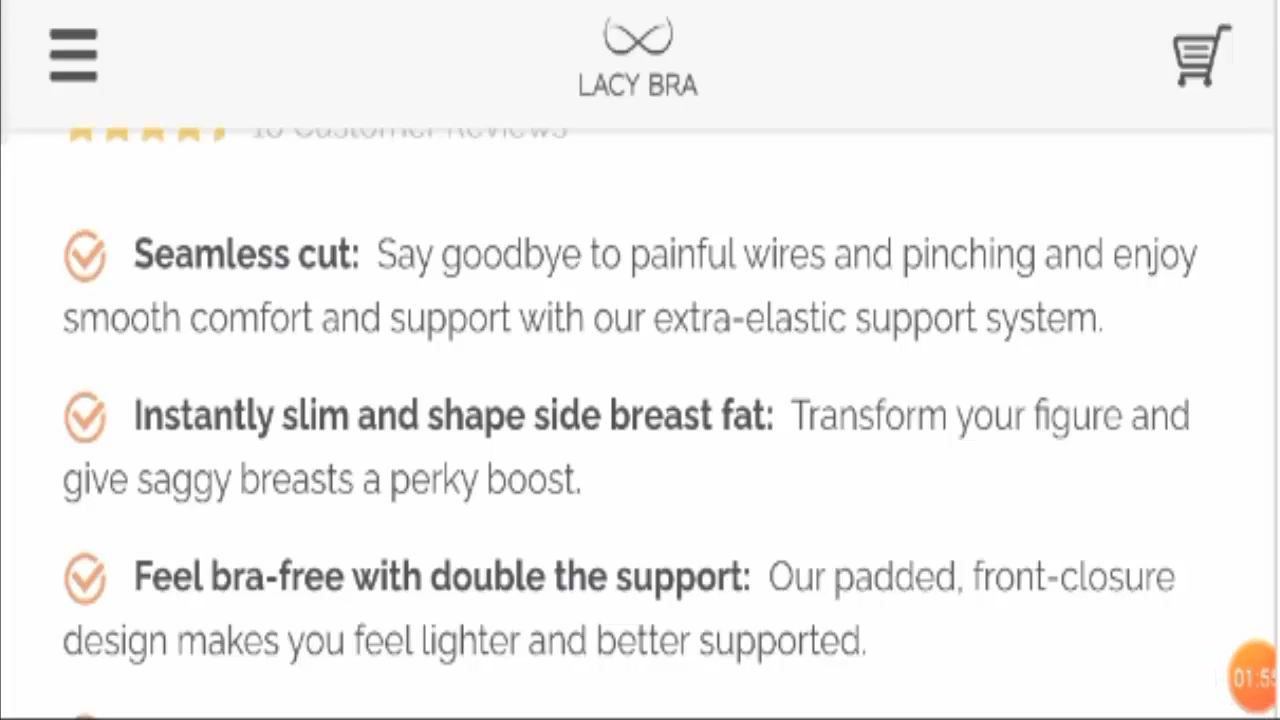 LACY BRA
Customer Reviews
Seamless cut: Say goodbye to painful wires and pinching and enjoy
smooth comfort and support with our extra-elastic support system.
Instantly slim and shape side breast fat: Transform your figure and
give saggy breasts a perky boost.
Feel bra-free with double the support: Our padded, front-closure
design makes you feel lighter and better supported.